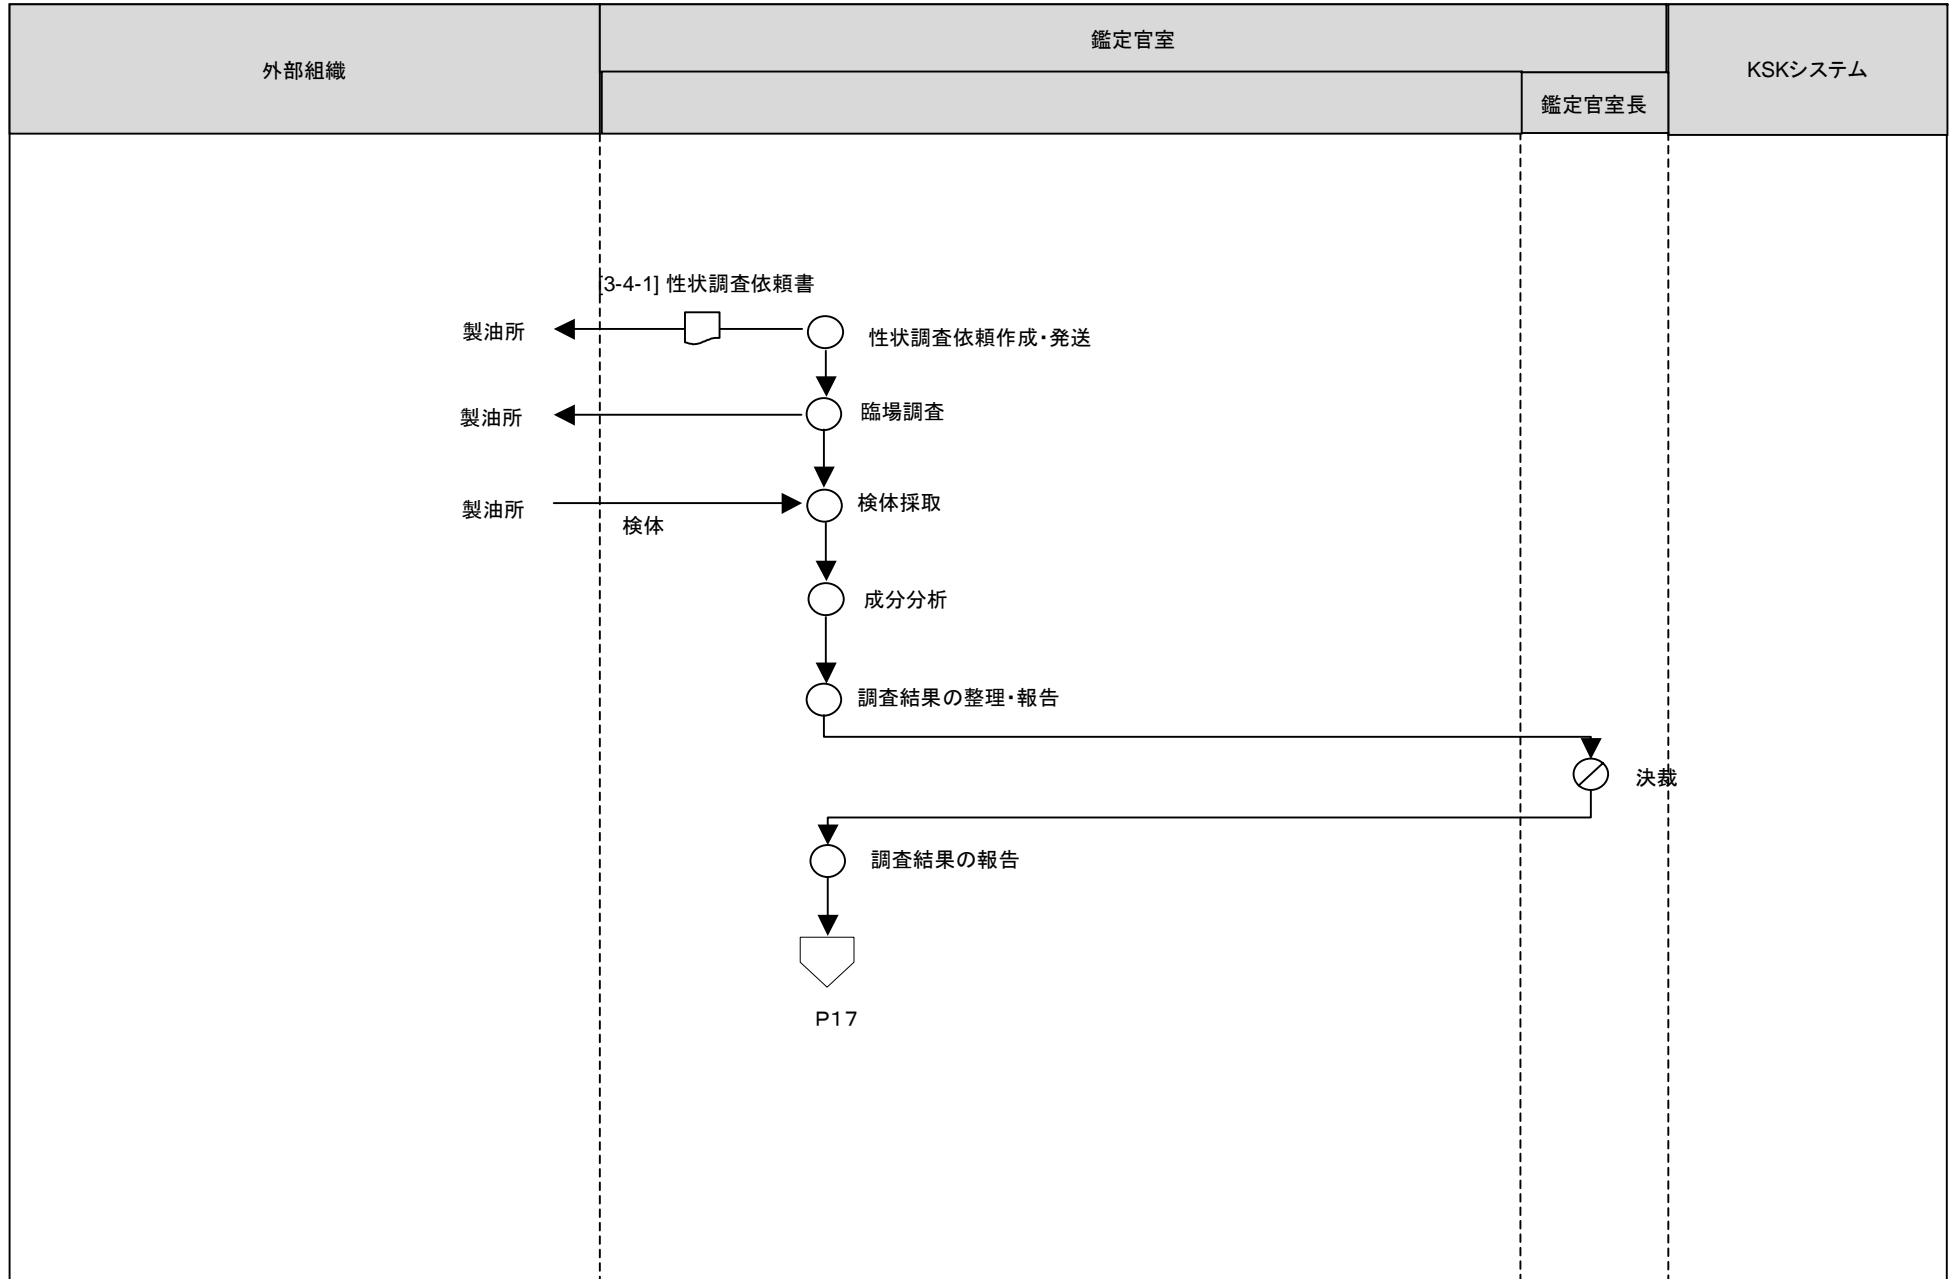 外部組織
鑑定官室
鑑定官室長
KSKシステム
[3-4-1] 性状調査依頼書
製油所
性状調査依頼作成・発送
製油所
臨場調査
製油所
検体
検体採取
成分分析
調査結果の整理・報告
決裁
調査結果の報告
P17